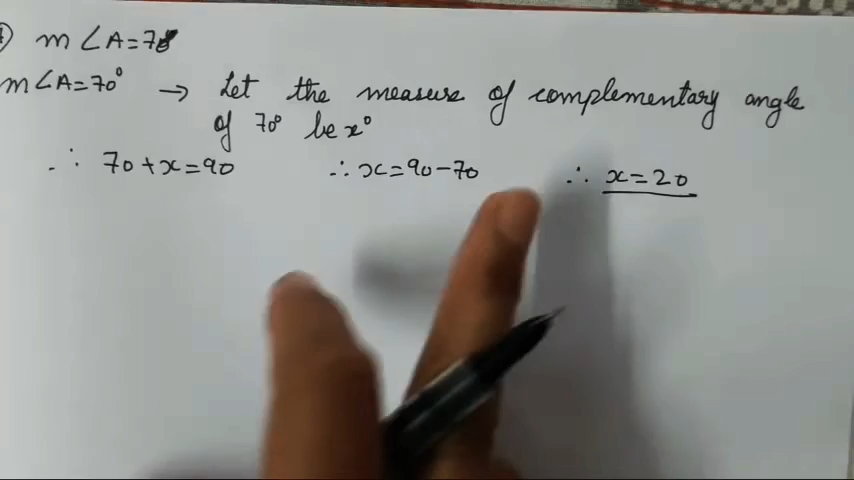 m ∠A=70
m ∠A=70° → Let the measure of complementary angle
of 70° be x°
∴ 70+x=90 ∴ x=90-70 ∴ x=20